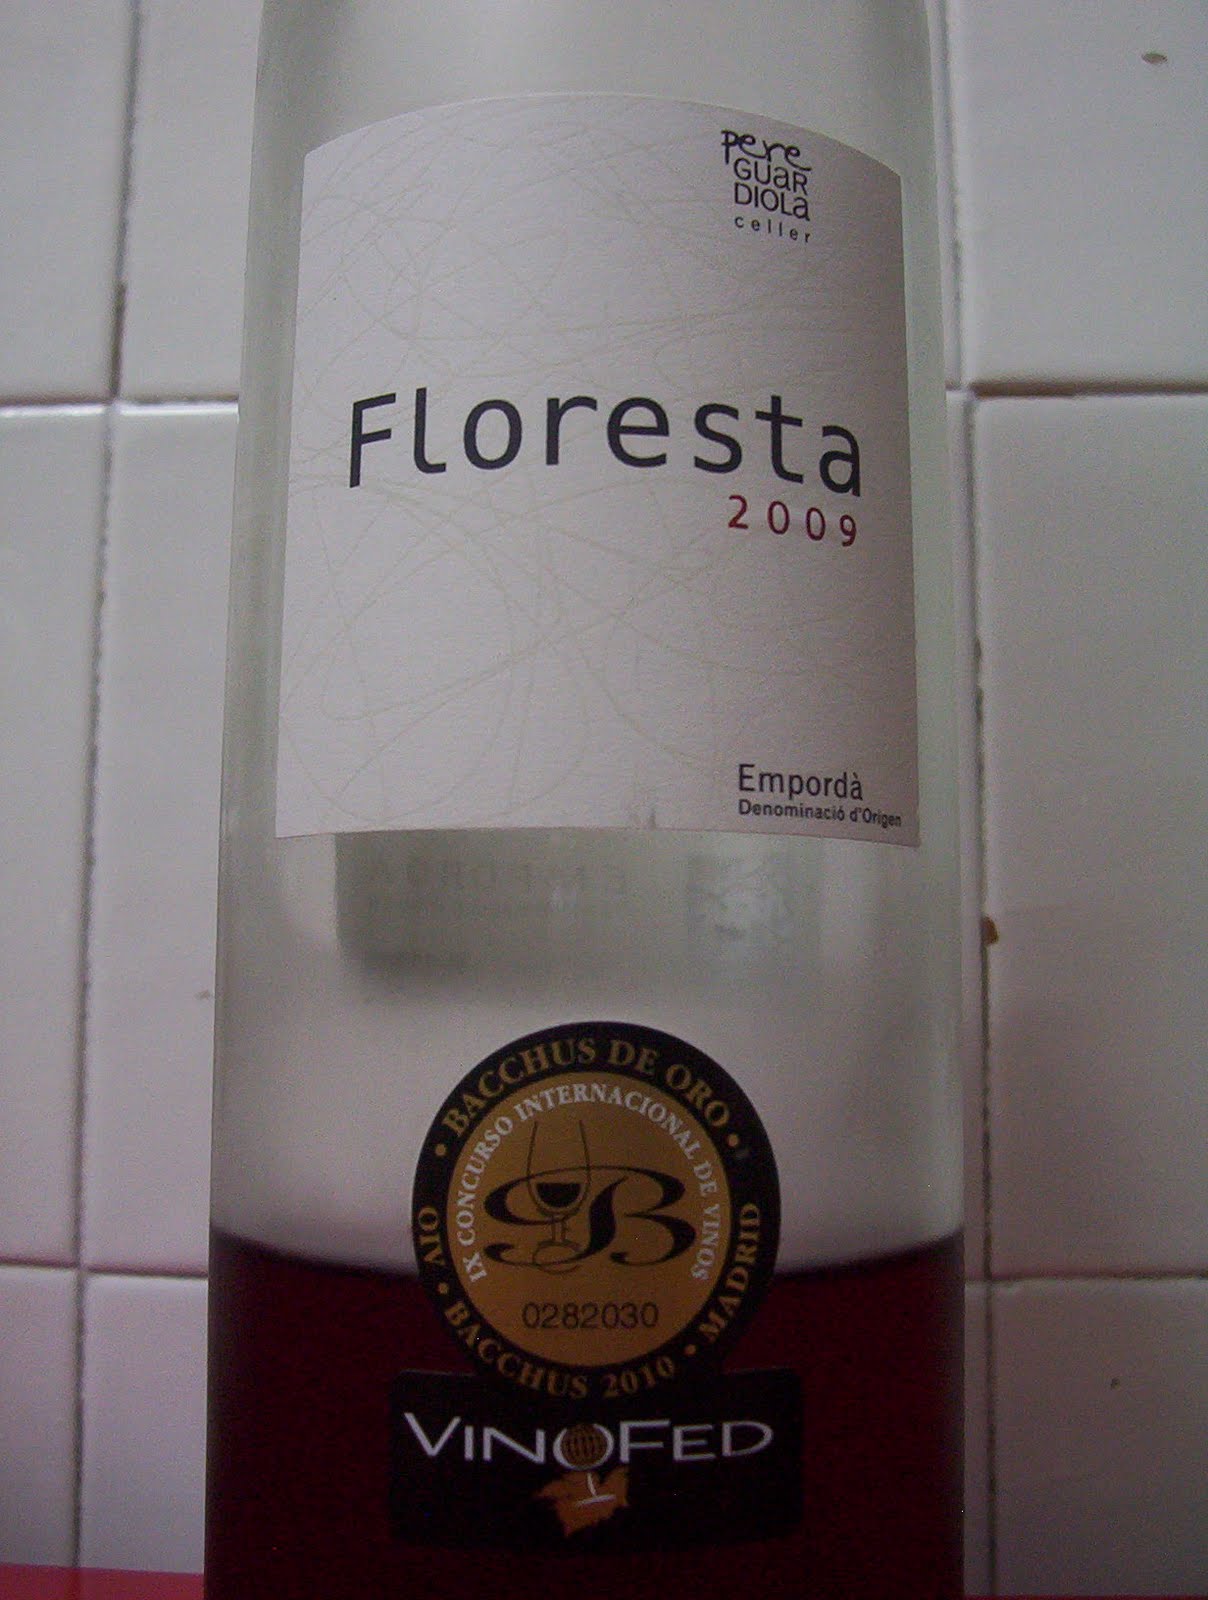 Pere
GUaR
DIOLa
celler
Floresta
2009
Empordà
Denominació d'Origen
BACCHUS DE ORO
IX CONCURSO INTERNACIONAL DE VINOS
OIV
MADRID
0282030
BACCHUS 2010
VINOFED